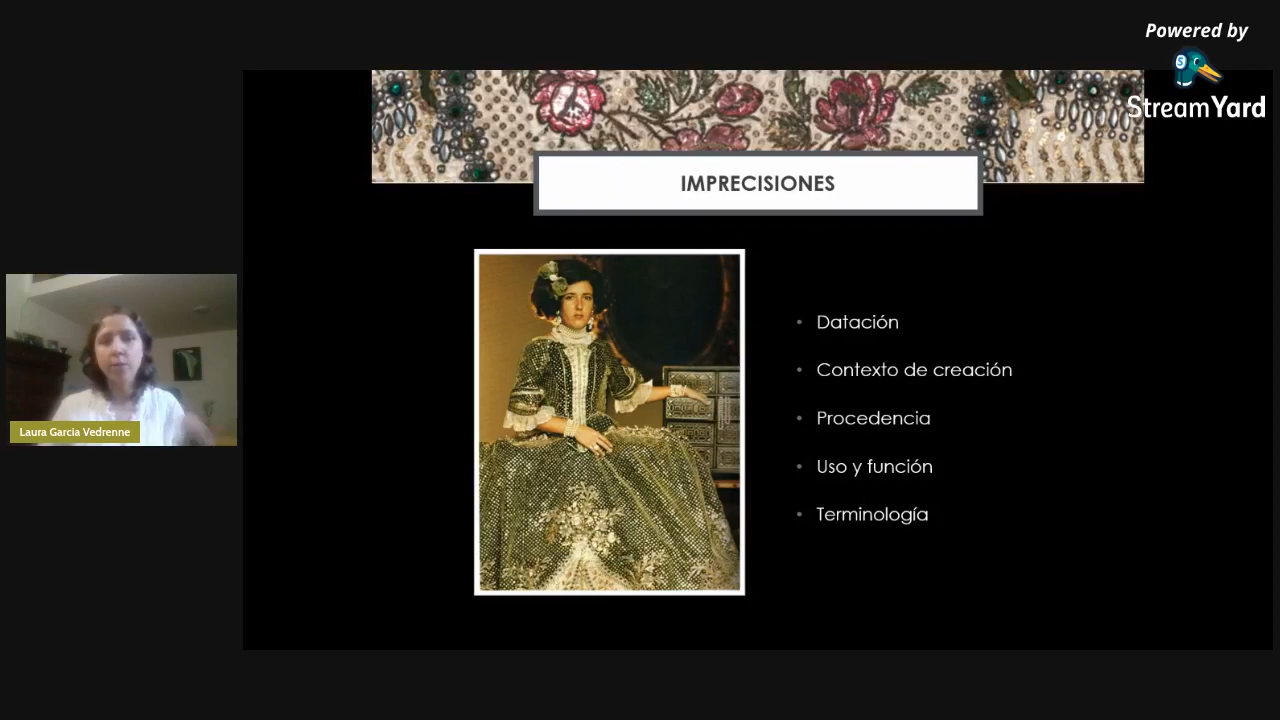 Powered by
StreamYard
IMPRECISIONES
Datación
Contexto de creación
Procedencia
Uso y función
Terminología
Laura Garcia Vedrenne